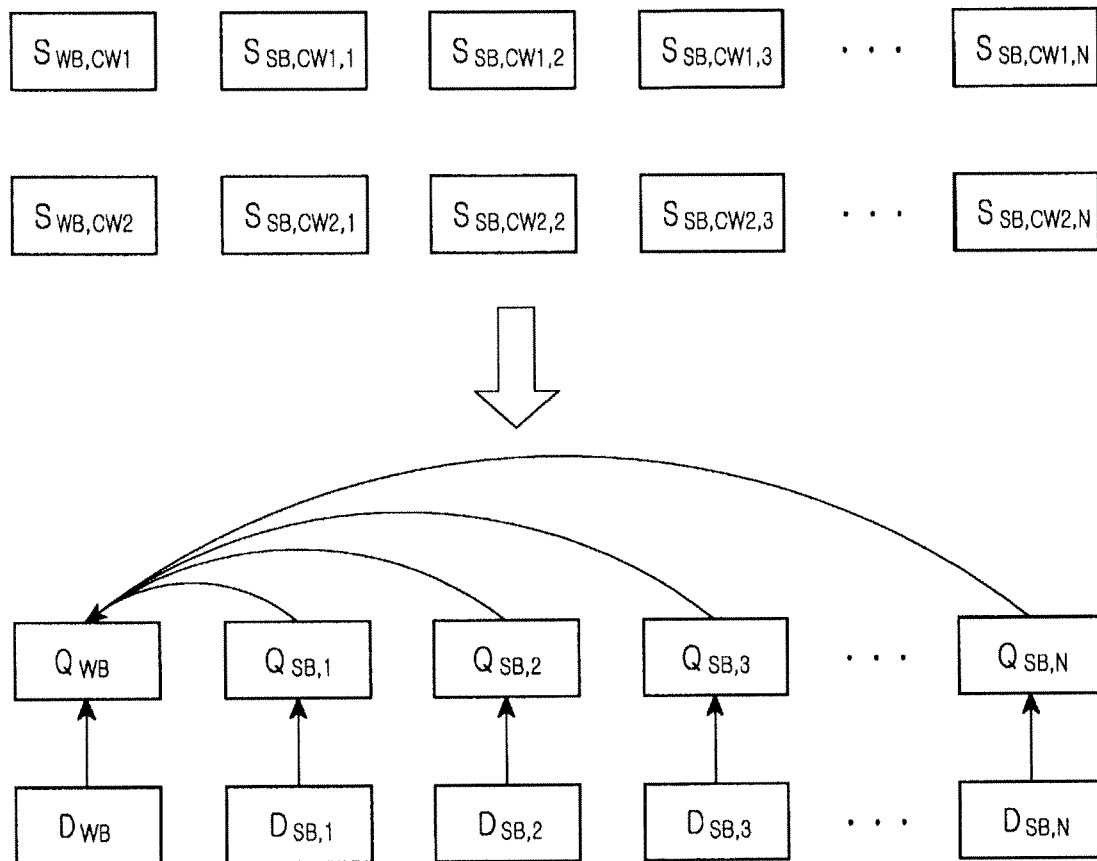 S WB,CW1 S SB,CW1,1 S SB,CW1,2 S SB,CW1,3 · · · S SB,CW1,N
S WB,CW2 S SB,CW2,1 S SB,CW2,2 S SB,CW2,3 · · · S SB,CW2,N
Q WB Q SB,1 Q SB,2 Q SB,3 · · · Q SB,N
D WB D SB,1 D SB,2 D SB,3 · · · D SB,N